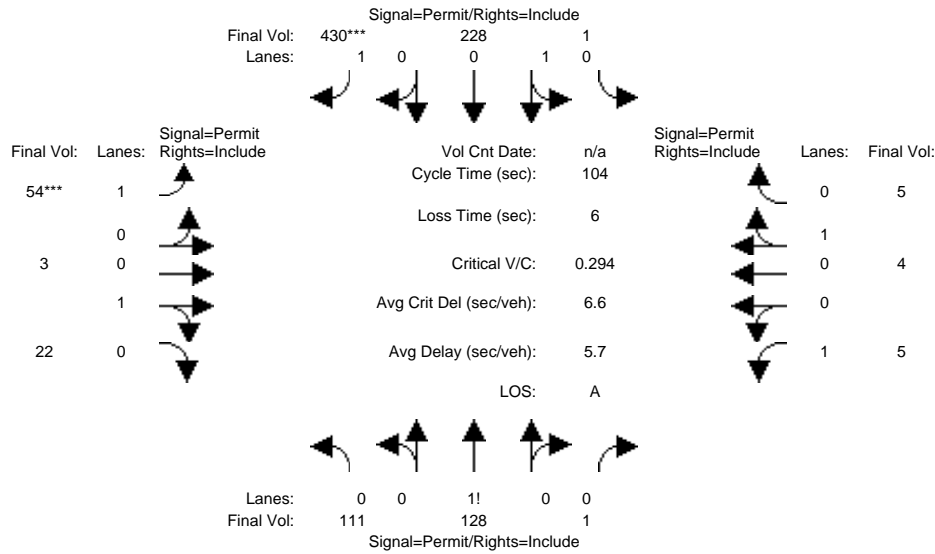 Signal=Permit/Rights=Include
Final Vol: 430*** 228 1
Lanes: 1 0 0 1 0
Signal=Permit
Final Vol: Lanes: Rights=Include
Vol Cnt Date: n/a
Signal=Permit
Rights=Include Lanes: Final Vol:
Cycle Time (sec): 104
54*** 1 0 5
Loss Time (sec): 6
0 1
3 0 Critical V/C: 0.294 0 4
1 Avg Crit Del (sec/veh): 6.6 0
22 0 Avg Delay (sec/veh): 5.7 1 5
LOS: A
Lanes: 0 0 1! 0 0
Final Vol: 111 128 1
Signal=Permit/Rights=Include